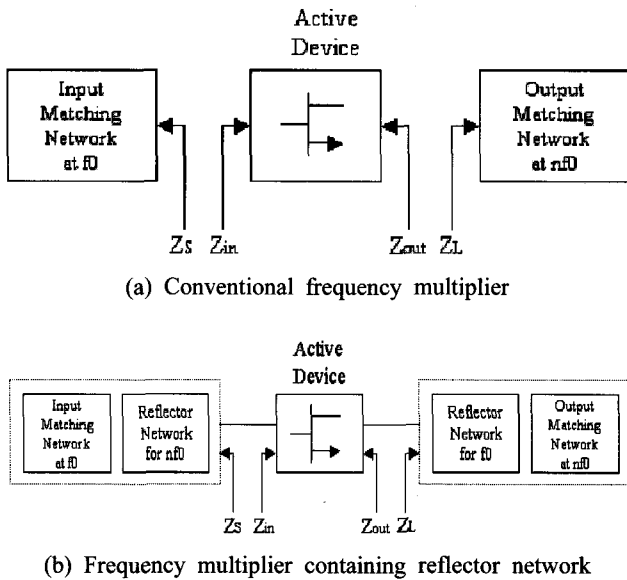 Active
Device
Input
Matching
Network
at f0
Output
Matching
Network
at nf0
ZS Zin Zout ZL
(a) Conventional frequency multiplier
Active
Device
Input
Matching
Network
at f0
Reflector
Network
for nf0
Reflector
Network
for f0
Output
Matching
Network
at nf0
ZS Zin Zout ZL
(b) Frequency multiplier containing reflector network